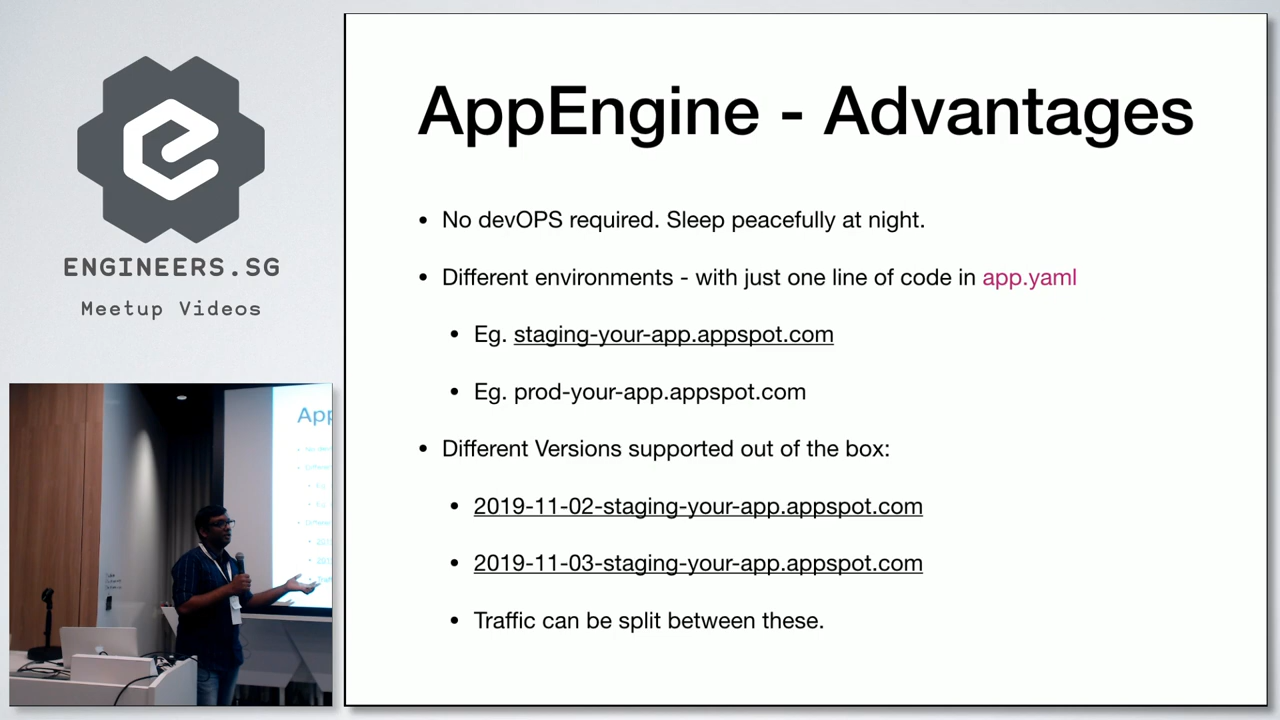 ENGINEERS.SG
Meetup Videos
AppEngine - Advantages
• No devOPS required. Sleep peacefully at night.
• Different environments - with just one line of code in app.yaml
• Eg. staging-your-app.appspot.com
• Eg. prod-your-app.appspot.com
• Different Versions supported out of the box:
• 2019-11-02-staging-your-app.appspot.com
• 2019-11-03-staging-your-app.appspot.com
• Traffic can be split between these.
App